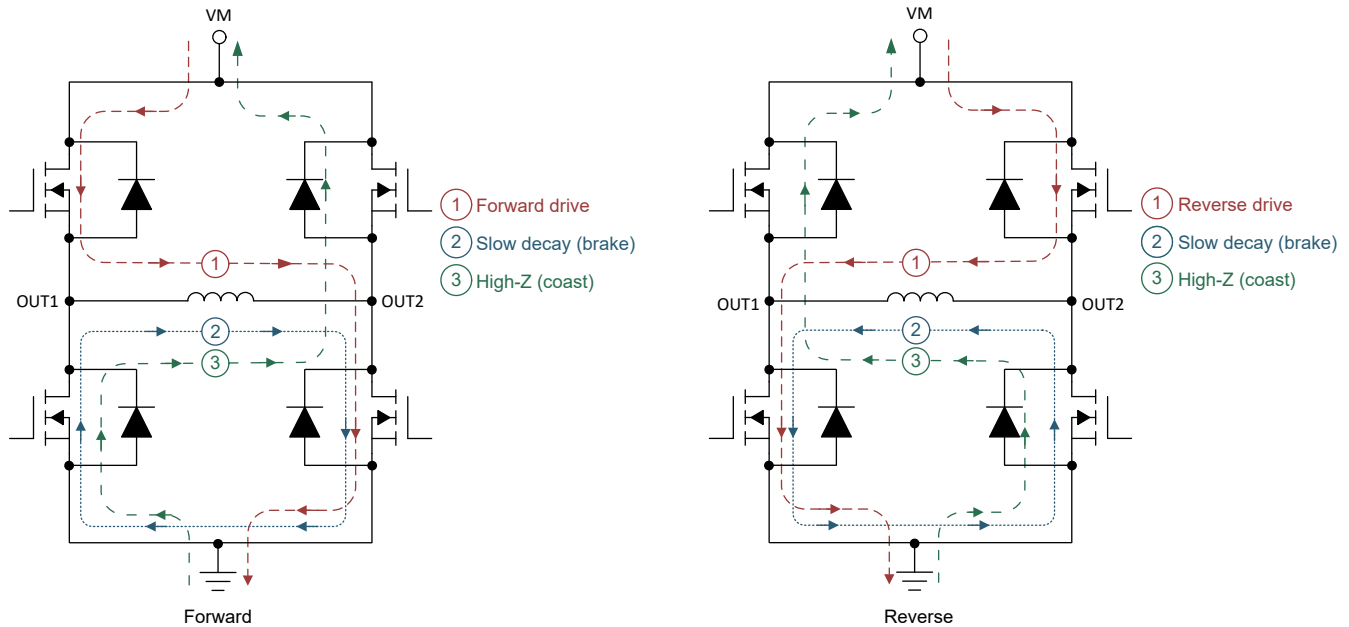 VM
1 Forward drive
2 Slow decay (brake)
3 High-Z (coast)
1
OUT1
OUT2
2
3
Forward
VM
1 Reverse drive
2 Slow decay (brake)
3 High-Z (coast)
1
OUT1
OUT2
2
3
Reverse